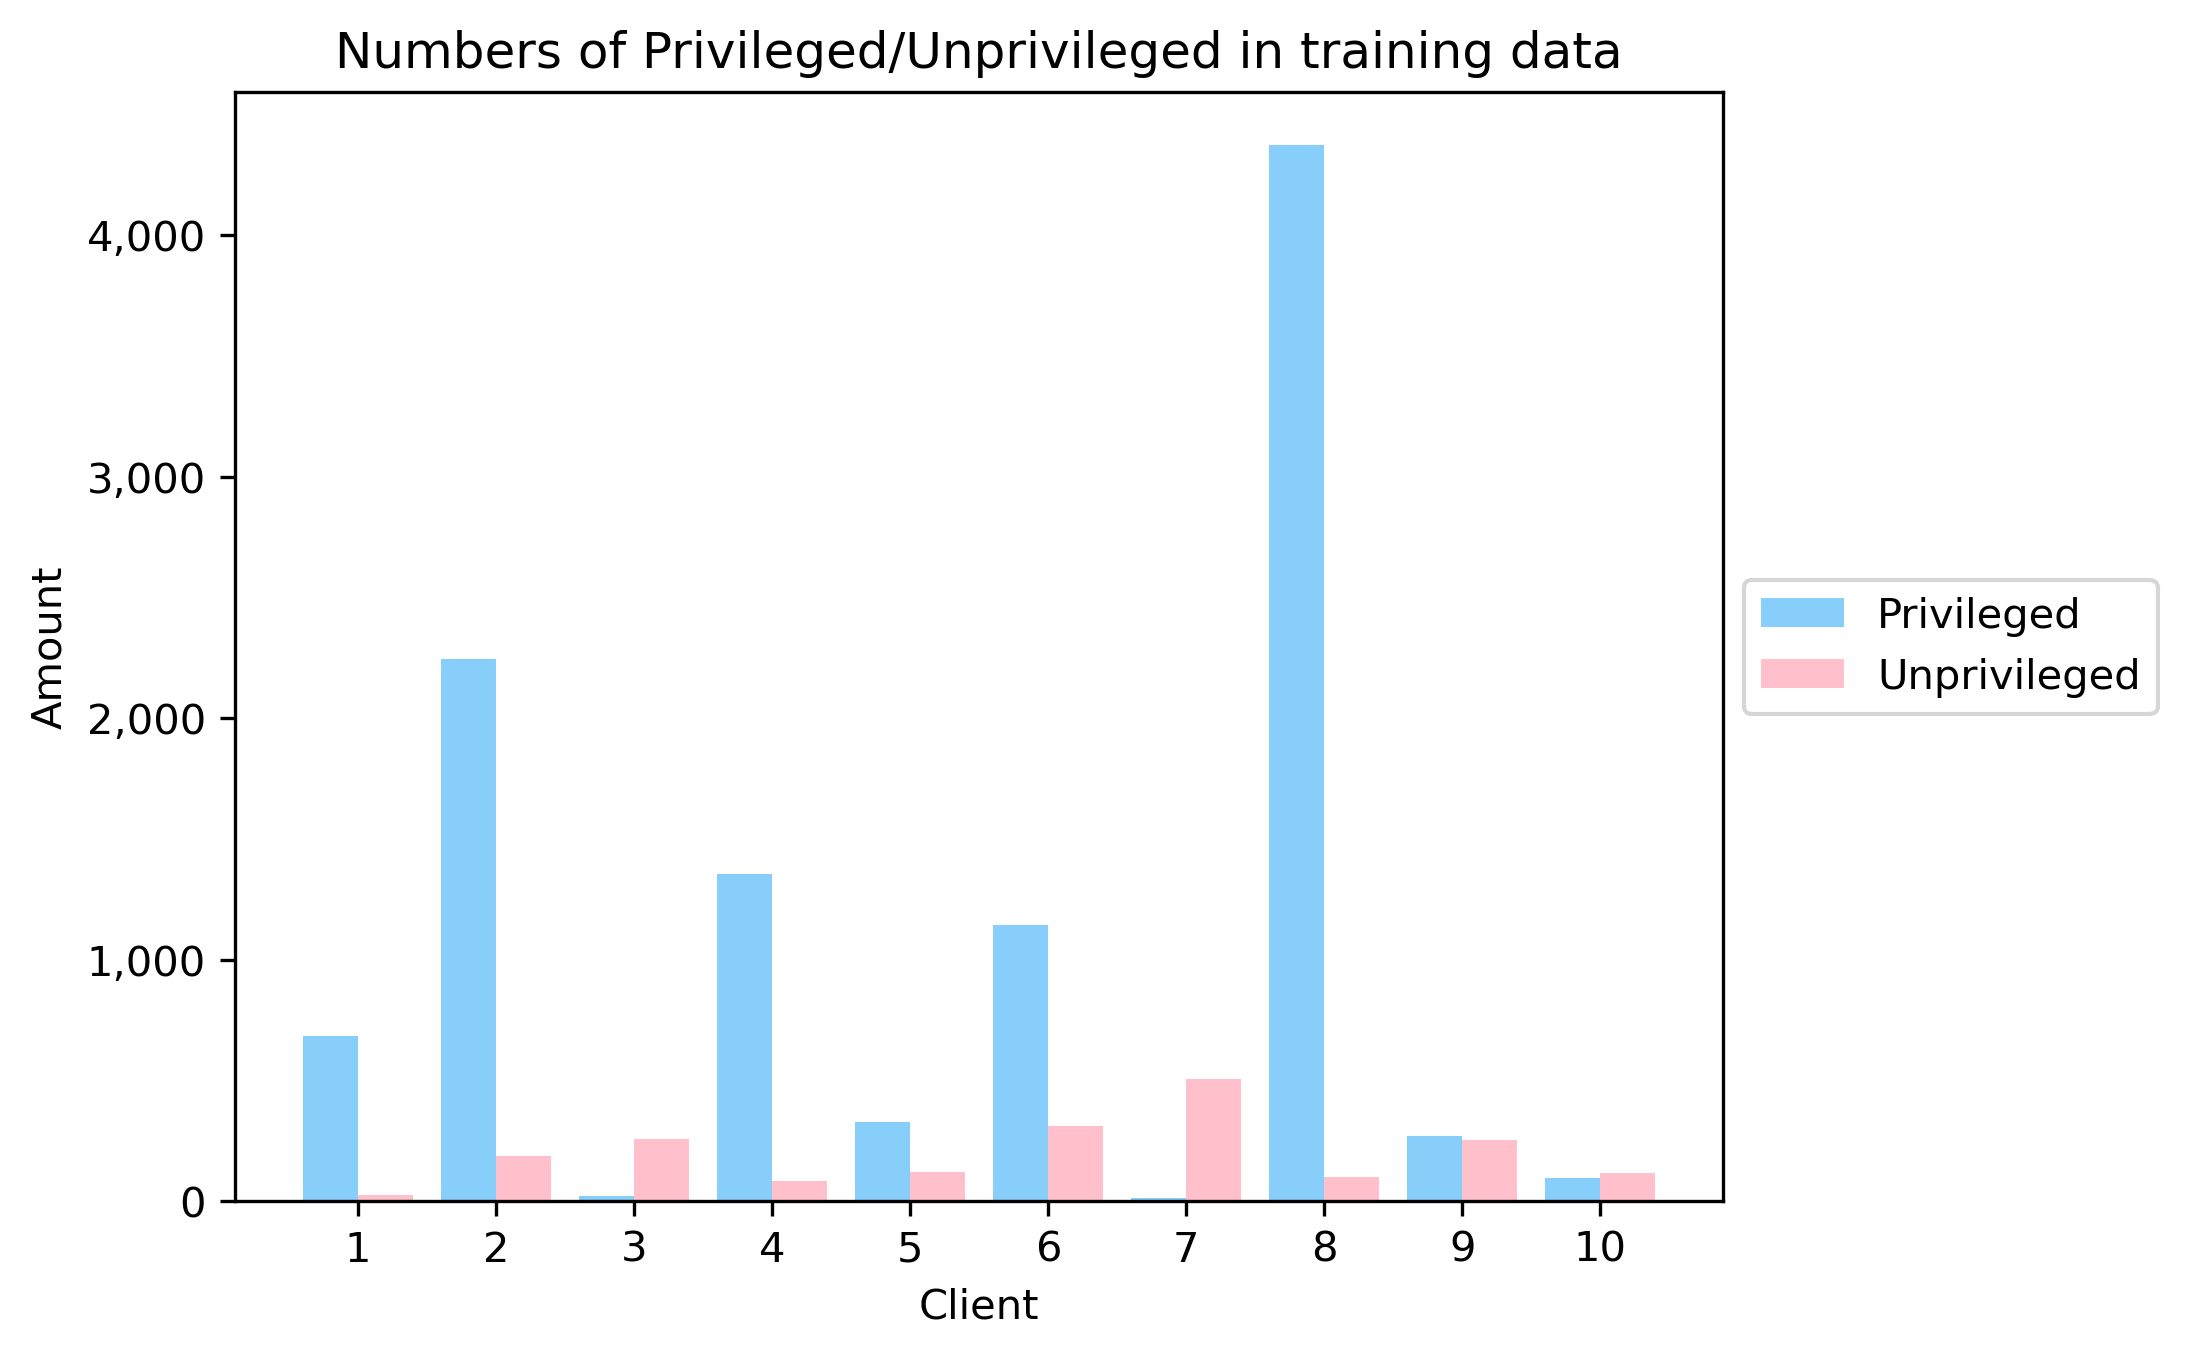 Numbers of Privileged/Unprivileged in training data
4,000
3,000
2,000
1,000
0
Amount
1 2 3 4 5 6 7 8 9 10
Client
Privileged
Unprivileged